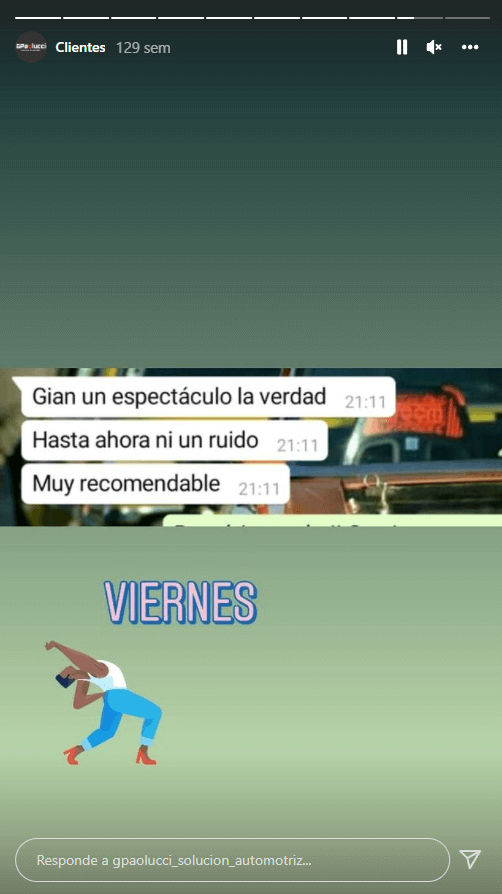 GPaolucci
Clientes 129 sem
Gian un espectáculo la verdad 21:11
Hasta ahora ni un ruido 21:11
Muy recomendable 21:11
VIERNES
Responde a gpaolucci_solucion_automotriz...